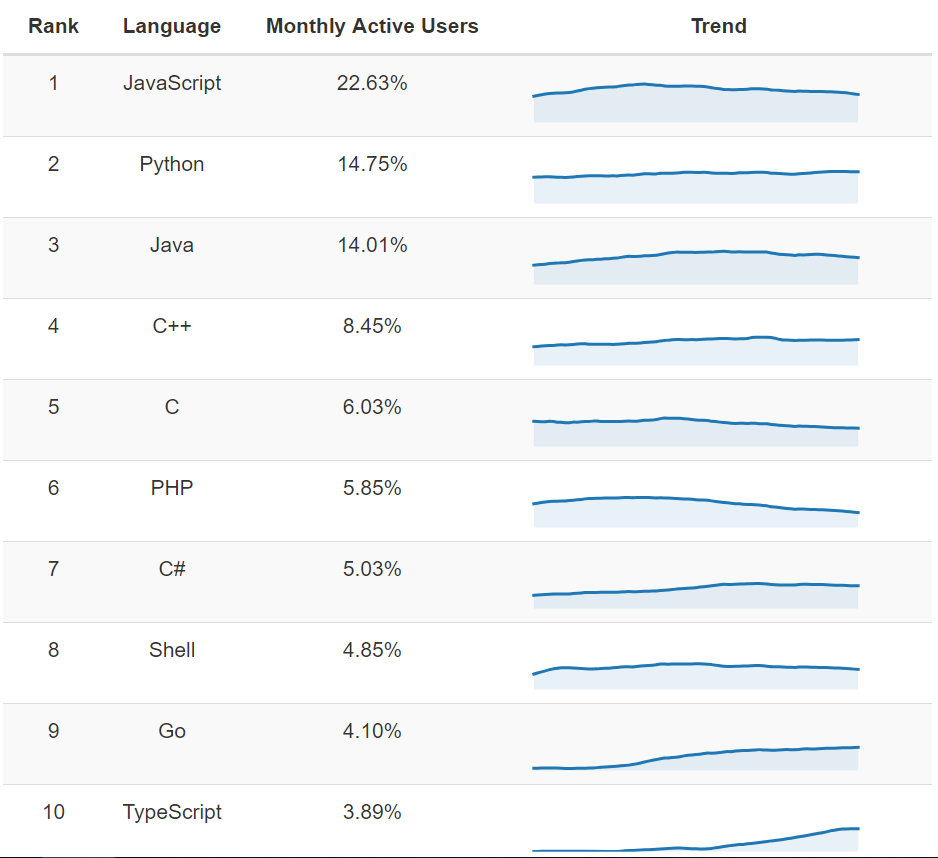 Rank Language Monthly Active Users Trend
1 JavaScript 22.63%
2 Python 14.75%
3 Java 14.01%
4 C++ 8.45%
5 C 6.03%
6 PHP 5.85%
7 C# 5.03%
8 Shell 4.85%
9 Go 4.10%
10 TypeScript 3.89%